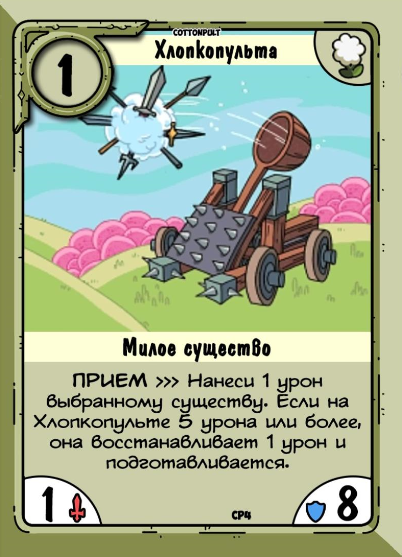 COTTONPULT
Хлопкопульта
1
Милое существо
ПРИЕМ >>> Нанеси 1 урон
выбранному существу. Если на
Хлопкопульте 5 урона или более,
она восстанавливает 1 урон и
подготавливается.
1
CP4
8